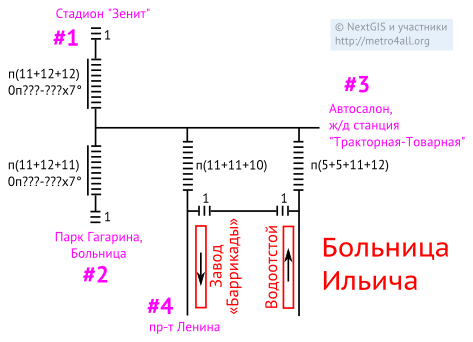 Стадион "Зенит"
#1
1
© NextGIS и участники
http://metro4all.org
п(11+12+12)
0п???-???x7°
#3
Автосалон,
ж/д станция
"Тракторная-Товарная"
п(11+12+11)
0п???-???x7°
п(11+11+10)
п(5+5+11+12)
1
1
1
Парк Гагарина,
Больница
#2
Завод
«Баррикады»
Водоотстой
Больница
Ильича
#4
пр-т Ленина